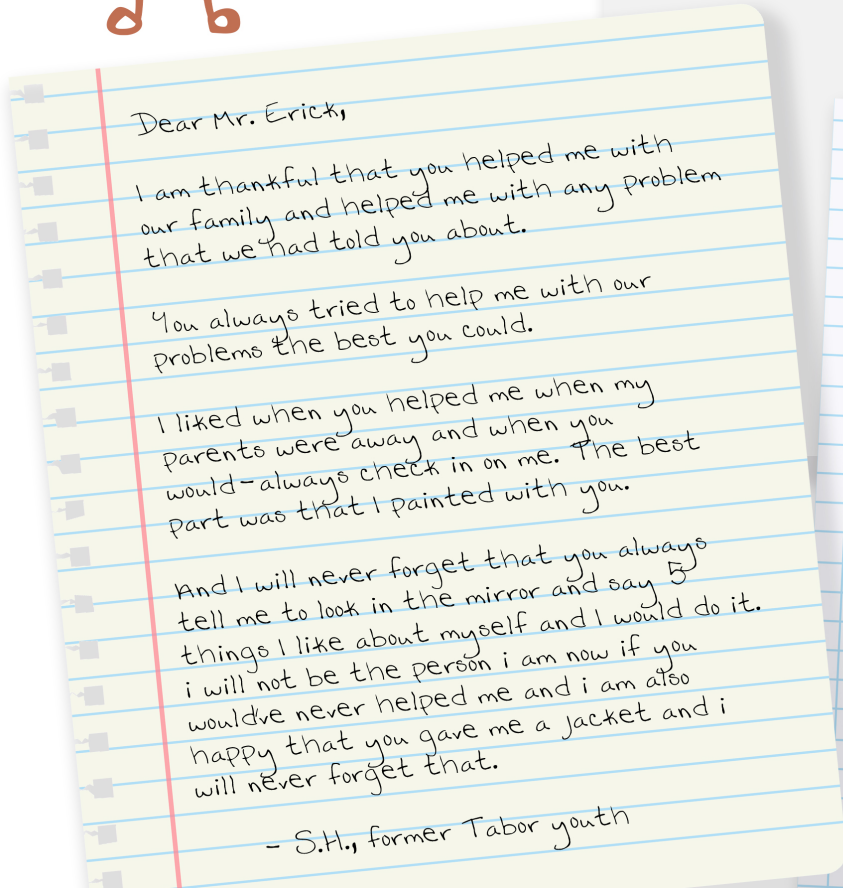 Dear Mr. Erick,
I am thankful that you helped me with
our family and helped me with any problem
that we had told you about.
You always tried to help me with our
problems the best you could.
I liked when you helped me when my
parents were away and when you
would-always check in on me. The best
part was that I painted with you.
And I will never forget that you always
tell me to look in the mirror and say 5
things I like about myself and I would do it.
i will not be the person i am now if you
would've never helped me and i am also
happy that you gave me a jacket and i
will never forget that.
- S.H., former Tabor youth